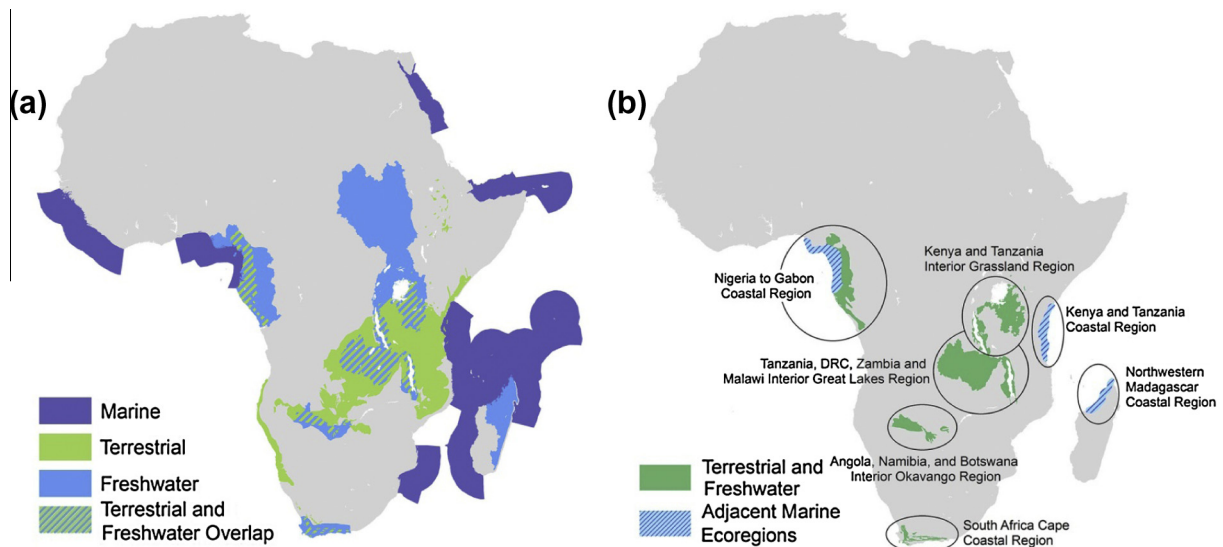 (a)
Marine
Terrestrial
Freshwater
Terrestrial and
Freshwater Overlap
(b)
Kenya and Tanzania
Interior Grassland Region
Nigeria to Gabon
Coastal Region
Kenya and Tanzania
Coastal Region
Tanzania, DRC, Zambia and
Malawi Interior Great Lakes Region
Northwestern
Madagascar
Coastal Region
Angola, Namibia, and Botswana
Interior Okavango Region
Terrestrial and
Freshwater
Adjacent Marine
Ecoregions
South Africa Cape
Coastal Region